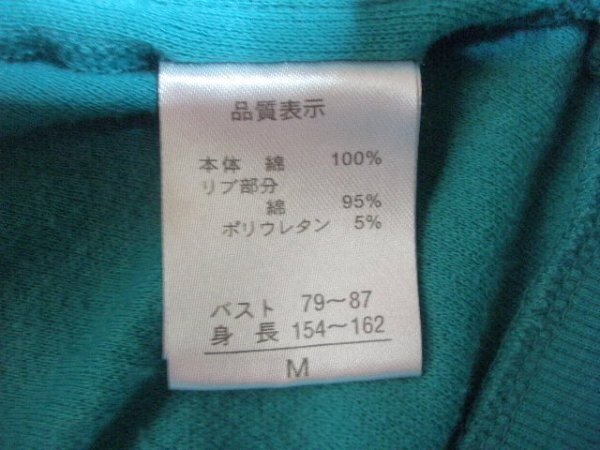 品質表示
本体 綿 100%
リブ部分
綿 95%
ポリウレタン 5%
バスト 79〜87
身長 154〜162
M